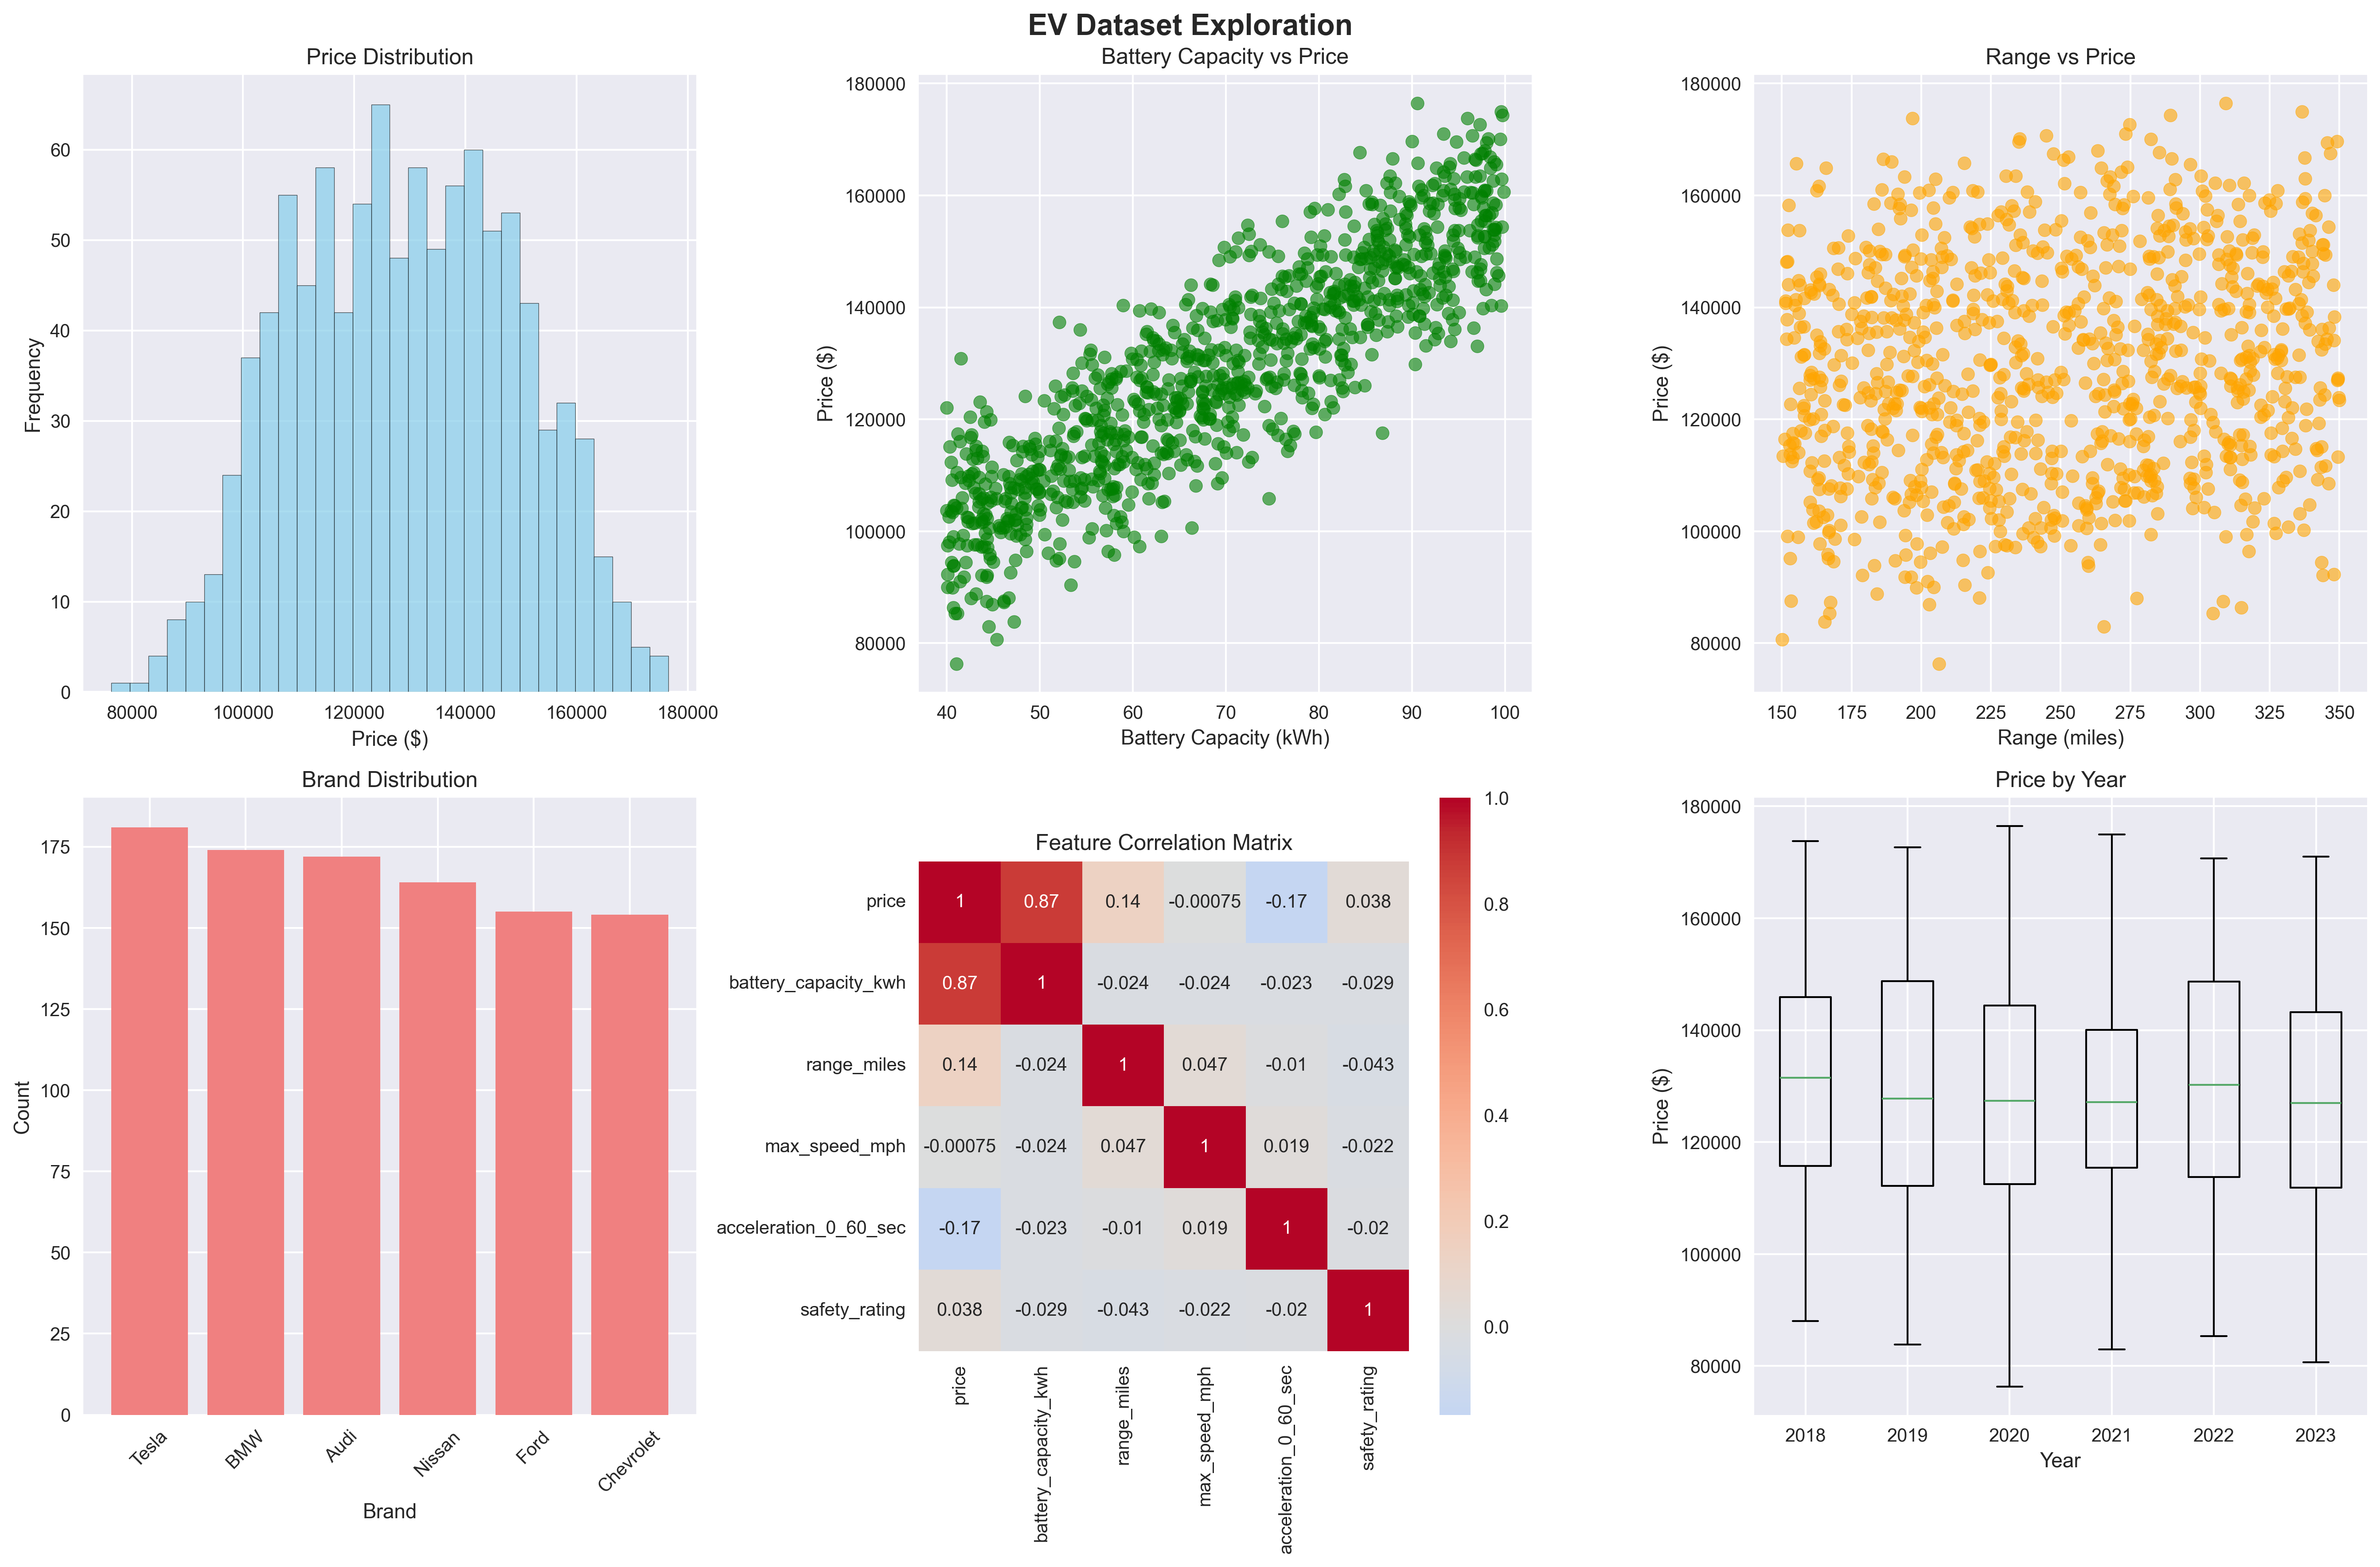 EV Dataset Exploration
Price Distribution
Frequency
60
50
40
30
20
10
0
80000 100000 120000 140000 160000 180000
Price ($)
Battery Capacity vs Price
Price ($)
180000
160000
140000
120000
100000
80000
40 50 60 70 80 90 100
Battery Capacity (kWh)
Range vs Price
Price ($)
180000
160000
140000
120000
100000
80000
150 175 200 225 250 275 300 325 350
Range (miles)
Brand Distribution
Count
175
150
125
100
75
50
25
0
Tesla BMW Audi Nissan Ford Chevrolet
Brand
Feature Correlation Matrix
price 1 0.87 0.14 -0.00075 -0.17 0.038
battery_capacity_kwh 0.87 1 -0.024 -0.024 -0.023 -0.029
range_miles 0.14 -0.024 1 0.047 -0.01 -0.043
max_speed_mph -0.00075 -0.024 0.047 1 0.019 -0.022
acceleration_0_60_sec -0.17 -0.023 -0.01 0.019 1 -0.02
safety_rating 0.038 -0.029 -0.043 -0.022 -0.02 1
price battery_capacity_kwh range_miles max_speed_mph acceleration_0_60_sec safety_rating
1.0
0.8
0.6
0.4
0.2
0.0
Price by Year
Price ($)
180000
160000
140000
120000
100000
80000
2018 2019 2020 2021 2022 2023
Year